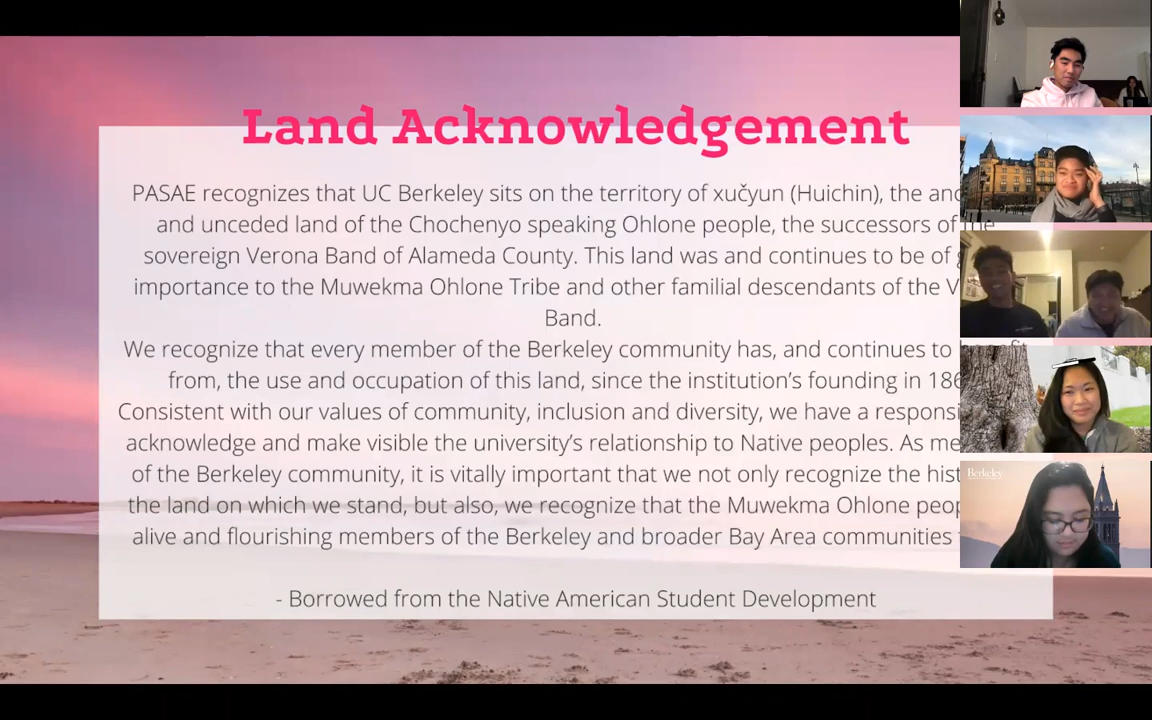 Land Acknowledgement
PASAE recognizes that UC Berkeley sits on the territory of xučyun (Huichin), the
and unceded land of the Chochenyo speaking Ohlone people, the successors of the
sovereign Verona Band of Alameda County. This land was and continues to be of
importance to the Muwekma Ohlone Tribe and other familial descendants of the
Band.
We recognize that every member of the Berkeley community has, and continues to
from, the use and occupation of this land, since the institution's founding in
Consistent with our values of community, inclusion and diversity, we have a
acknowledge and make visible the university's relationship to Native peoples. As
of the Berkeley community, it is vitally important that we not only recognize the
the land on which we stand, but also, we recognize that the Muwekma Ohlone
alive and flourishing members of the Berkeley and broader Bay Area communities
- Borrowed from the Native American Student Development
Berkeley